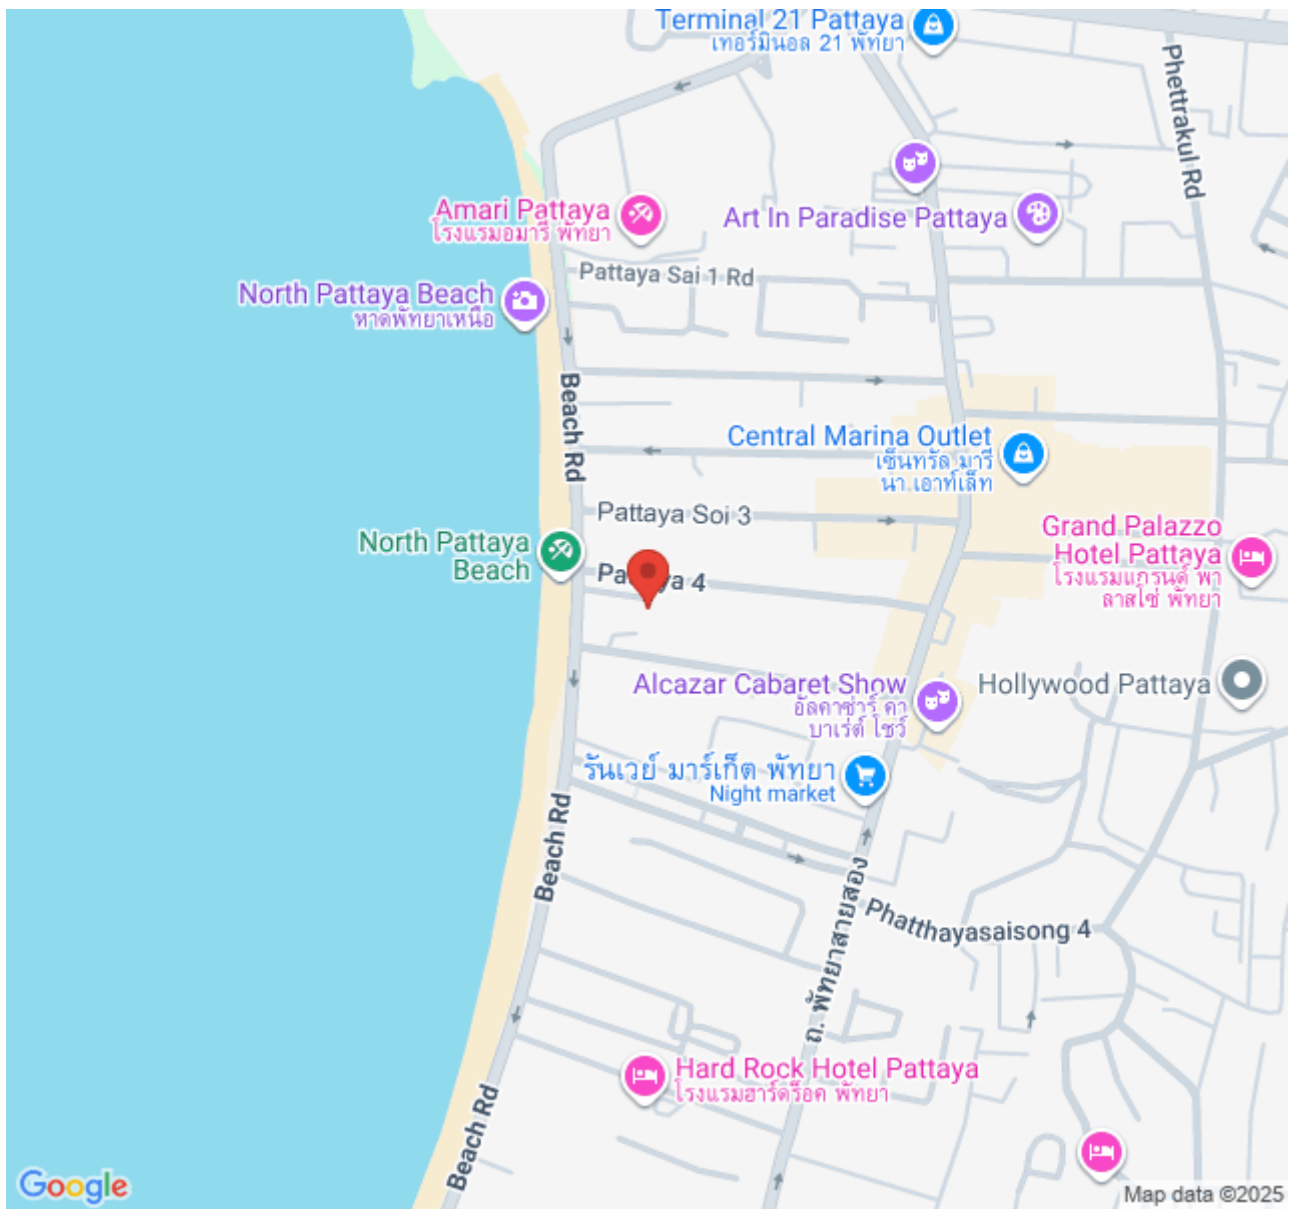 Terminal 21 Pattaya
เทอร์มินอล 21 พัทยา
Phettrakul Rd
Amari Pattaya
โรงแรมอมารี พัทยา
Art In Paradise Pattaya
Pattaya Sai 1 Rd
North Pattaya Beach
หาดพัทยาเหนือ
Beach Rd
Central Marina Outlet
เซ็นทรัล มารี
นา เอาท์เล็ท
Pattaya Soi 3
North Pattaya
Beach
Grand Palazzo
Hotel Pattaya
โรงแรมแกรนด์ พา
ลาสโซ่ พัทยา
4
Alcazar Cabaret Show
อัลคาซ่าร์ คา
บาเร่ต์ โชว์
Hollywood Pattaya
รันเวย์ มาร์เก็ต พัทยา
Night market
Beach Rd
ถ. พัทยาสายสอง
Phatthayasaisong 4
Hard Rock Hotel Pattaya
โรงแรมฮาร์ดร็อค พัทยา
Beach Rd
Google
Map data ©2025